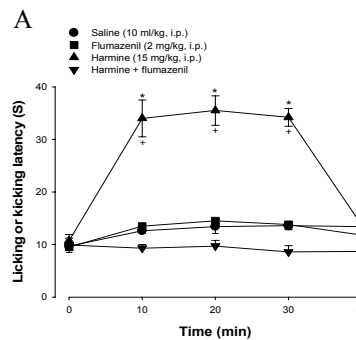 A
Saline (10 ml/kg, i.p.)
Flumazenil (2 mg/kg, i.p.)
Harmine (15 mg/kg, i.p.)
Harmine + flumazenil
Licking or kicking latency (S)
40
30
20
10
0
* * *
+ + +
0 10 20 30
Time (min)